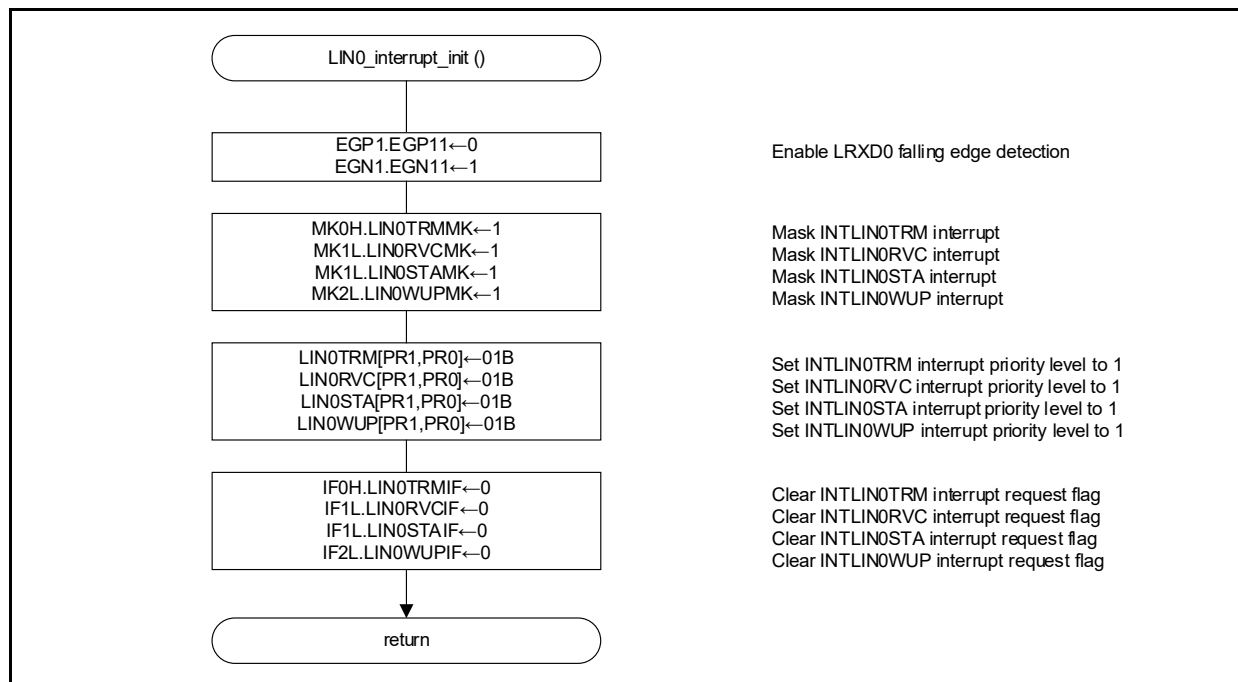 LIN0_interrupt_init ()
EGP1.EGP11←0
EGN1.EGN11←1
Enable LRXD0 falling edge detection
MK0H.LIN0TRMMK←1
MK1L.LIN0RVCMK←1
MK1L.LIN0STAMK←1
MK2L.LIN0WUPMK←1
Mask INTLIN0TRM interrupt
Mask INTLIN0RVC interrupt
Mask INTLIN0STA interrupt
Mask INTLIN0WUP interrupt
LIN0TRM[PR1,PR0]←01B
LIN0RVC[PR1,PR0]←01B
LIN0STA[PR1,PR0]←01B
LIN0WUP[PR1,PR0]←01B
Set INTLIN0TRM interrupt priority level to 1
Set INTLIN0RVC interrupt priority level to 1
Set INTLIN0STA interrupt priority level to 1
Set INTLIN0WUP interrupt priority level to 1
IF0H.LIN0TRMIF←0
IF1L.LIN0RVCIF←0
IF1L.LIN0STAIF←0
IF2L.LIN0WUPIF←0
Clear INTLIN0TRM interrupt request flag
Clear INTLIN0RVC interrupt request flag
Clear INTLIN0STA interrupt request flag
Clear INTLIN0WUP interrupt request flag
return